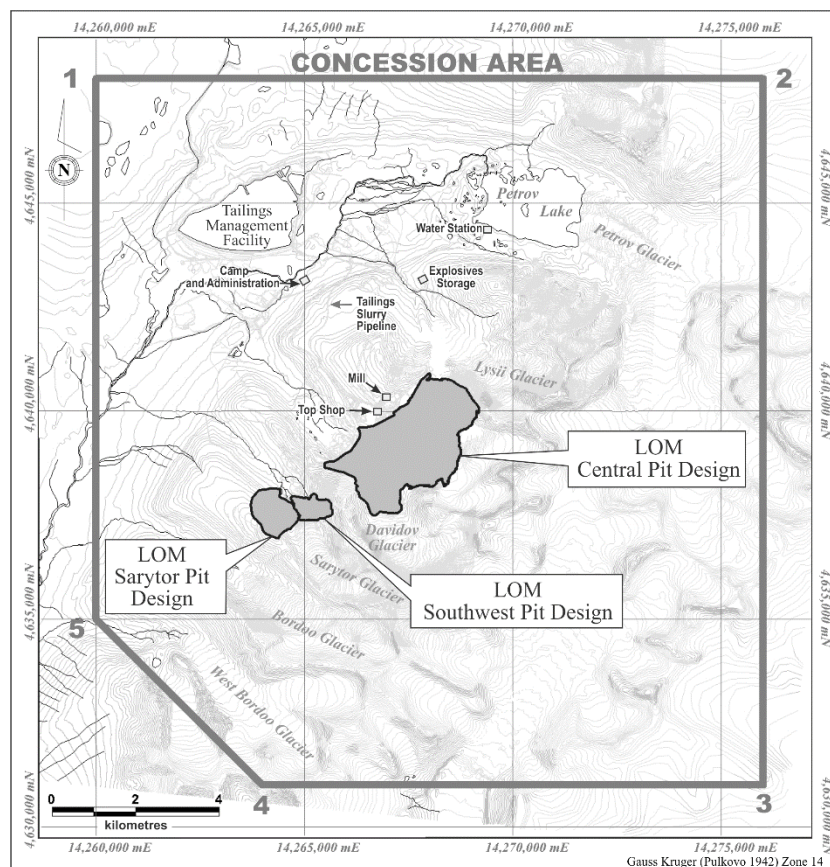 14,260,000 mE
14,265,000 mE
14,270,000 mE
14,275,000 mE
CONCESSION AREA
1
2
N
4,645,000 mN
4,645,000 mN
Petrov
Lake
Tailings
Management
Facility
Water Station
Petrov Glacier
Camp
and Administration
Explosives
Storage
Tailings
Slurry
Pipeline
4,640,000 mN
4,640,000 mN
Lysii Glacier
Mill
Top Shop
LOM
Central Pit Design
Davidov
Glacier
LOM
Sarytor Pit
Design
Sarytor Glacier
LOM
Southwest Pit Design
4,635,000 mN
4,635,000 mN
5
Bordoo Glacier
West Bordoo
Glacier
0
2
4
kilometres
4
3
4,630,000 mN
4,630,000 mN
14,260,000 mE
14,265,000 mE
14,270,000 mE
14,275,000 mE
Gauss Kruger (Pulkovo 1942) Zone 14